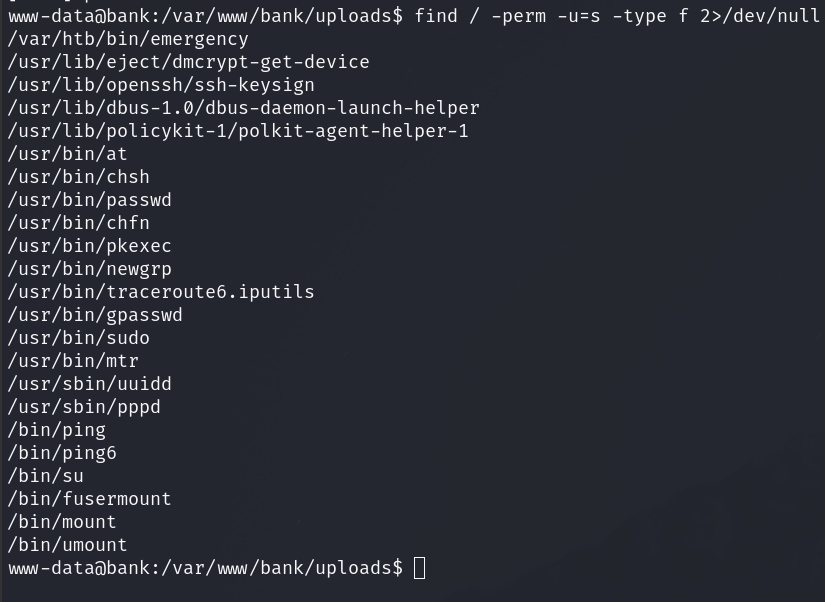 www-data@bank:/var/www/bank/uploads$ find / -perm -u=s -type f 2>/dev/null
/var/htb/bin/emergency
/usr/lib/eject/dmcrypt-get-device
/usr/lib/openssh/ssh-keysign
/usr/lib/dbus-1.0/dbus-daemon-launch-helper
/usr/lib/policykit-1/polkit-agent-helper-1
/usr/bin/at
/usr/bin/chsh
/usr/bin/passwd
/usr/bin/chfn
/usr/bin/pkexec
/usr/bin/newgrp
/usr/bin/traceroute6.iputils
/usr/bin/gpasswd
/usr/bin/sudo
/usr/bin/mtr
/usr/sbin/uuidd
/usr/sbin/pppd
/bin/ping
/bin/ping6
/bin/su
/bin/fusermount
/bin/mount
/bin/umount
www-data@bank:/var/www/bank/uploads$